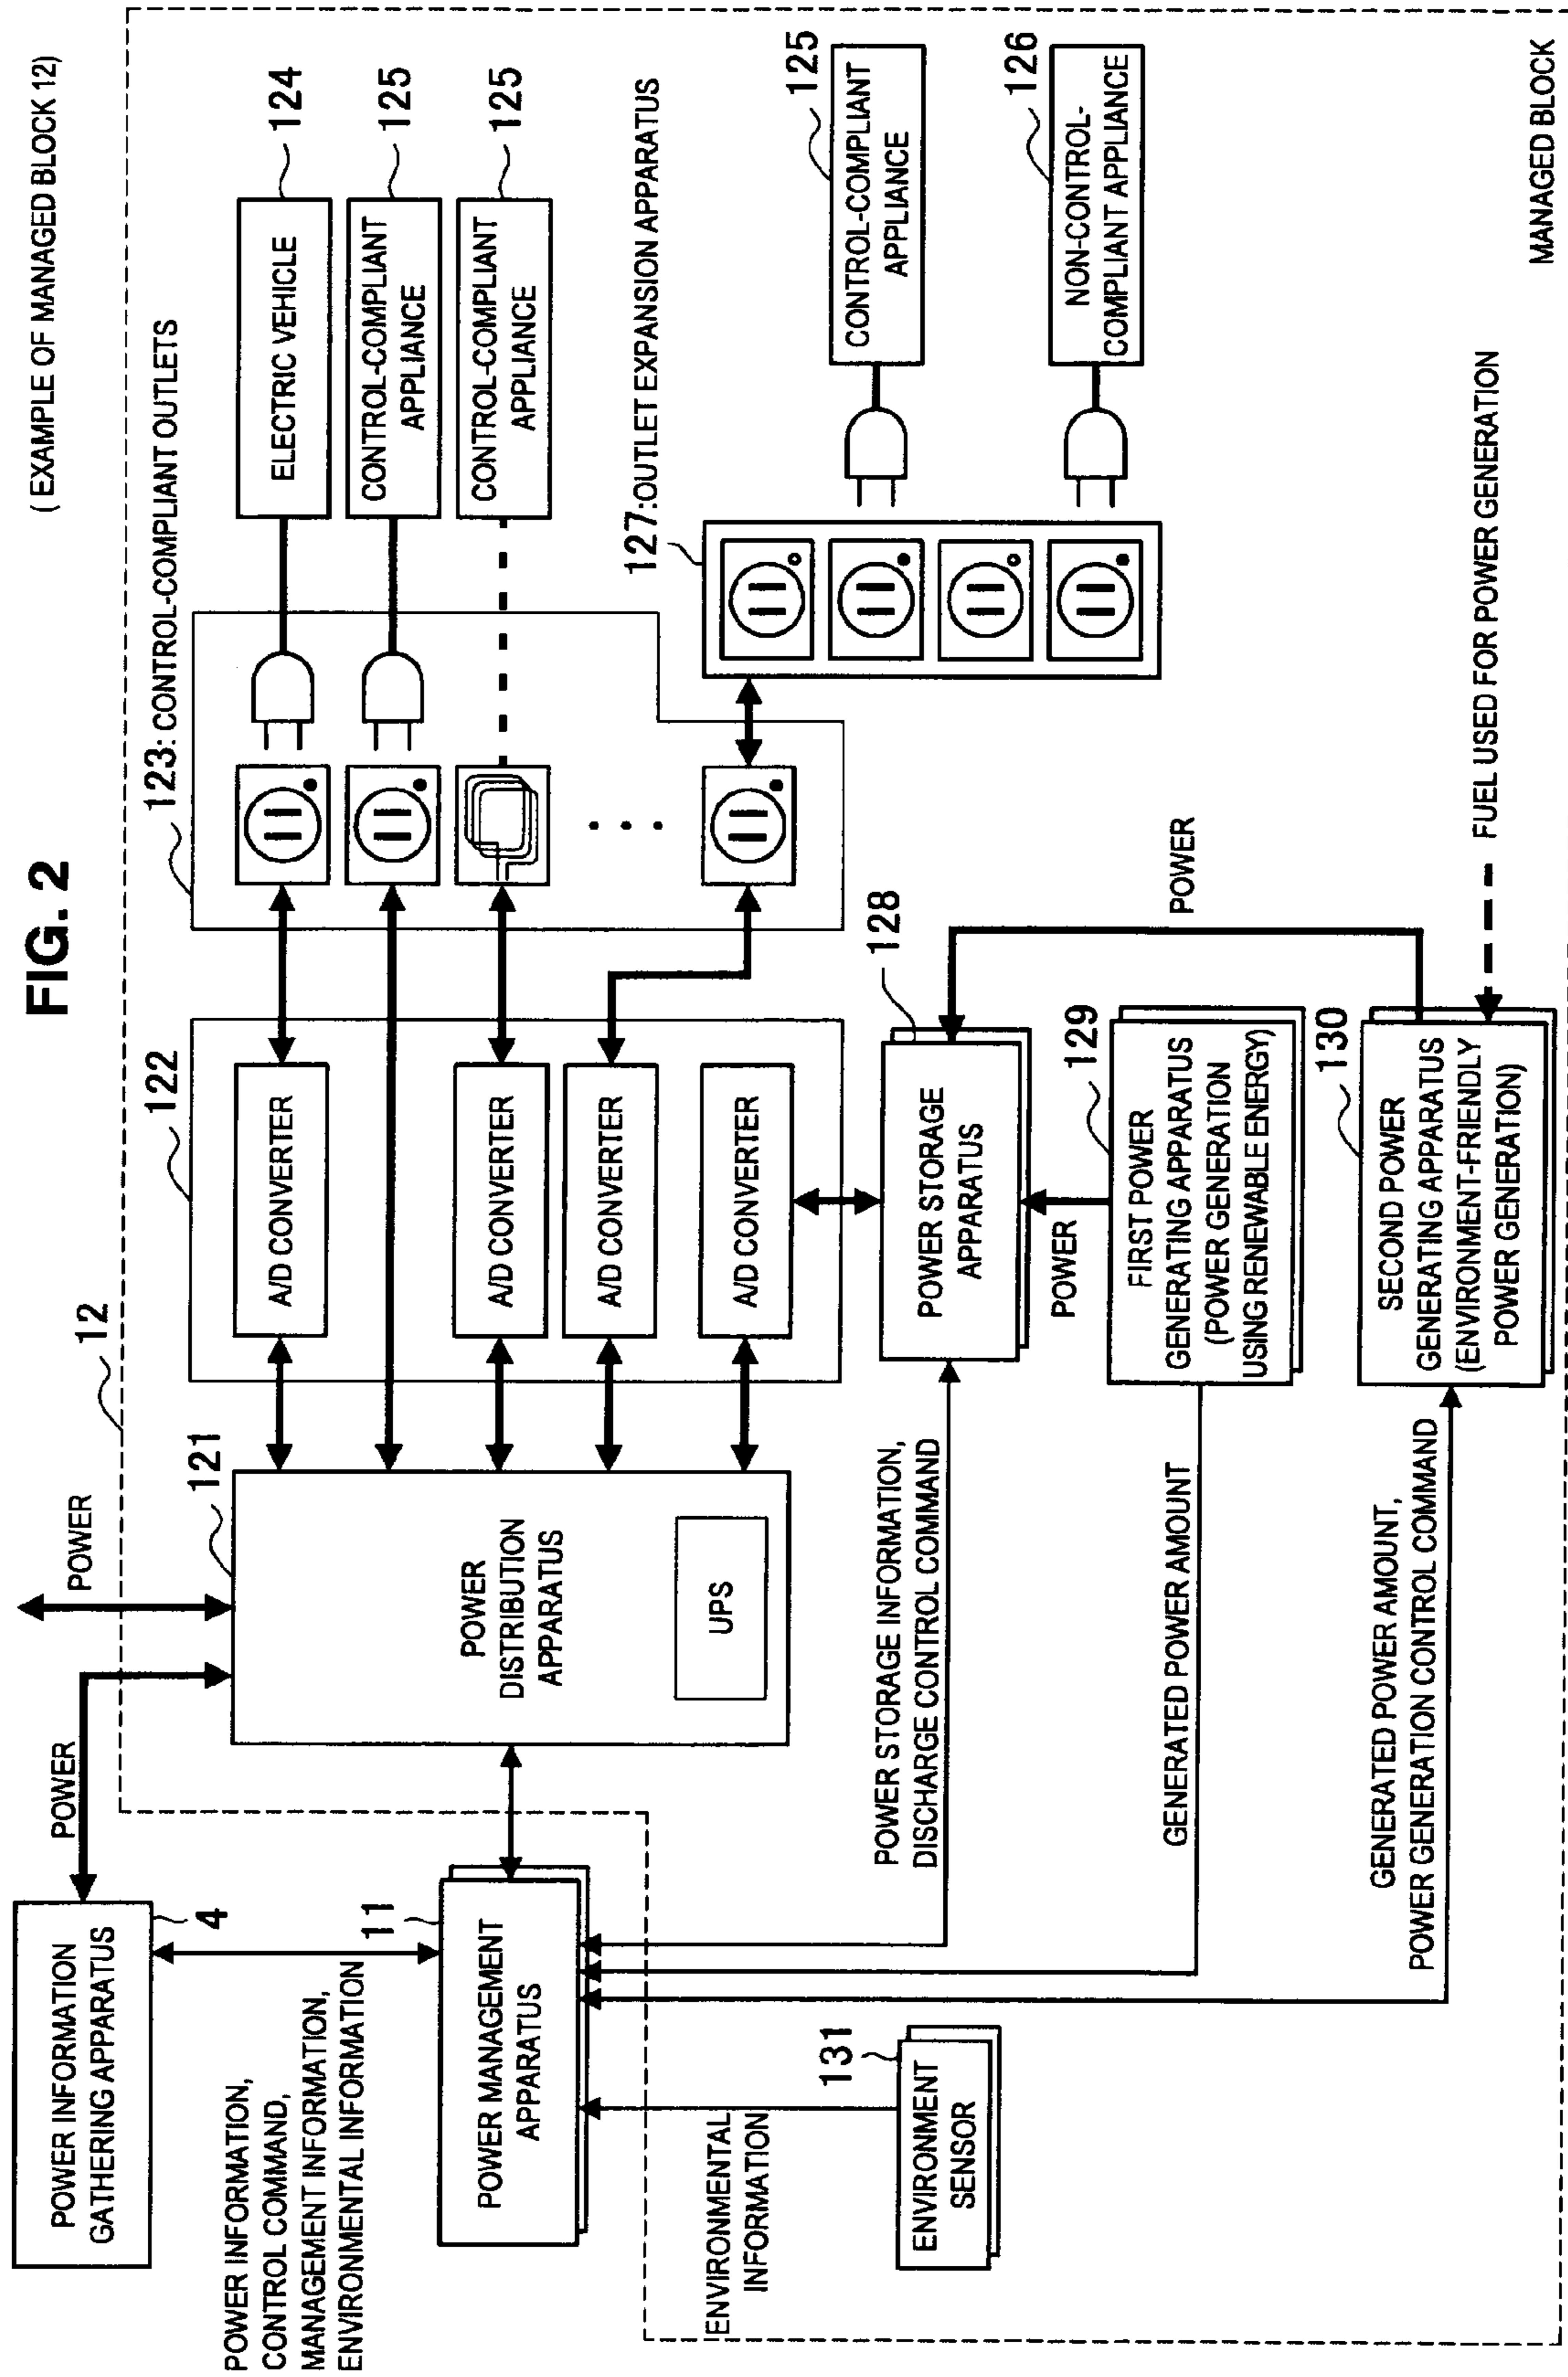 FIG. 2
( EXAMPLE OF MANAGED BLOCK 12)
POWER INFORMATION
GATHERING APPARATUS
4
POWER
POWER
12
POWER INFORMATION,
CONTROL COMMAND,
MANAGEMENT INFORMATION,
ENVIRONMENTAL INFORMATION
11
POWER MANAGEMENT
APPARATUS
121
POWER
DISTRIBUTION
APPARATUS
UPS
122
A/D CONVERTER
A/D CONVERTER
A/D CONVERTER
A/D CONVERTER
123: CONTROL-COMPLIANT OUTLETS
ELECTRIC VEHICLE
124
CONTROL-COMPLIANT
APPLIANCE
125
CONTROL-COMPLIANT
APPLIANCE
125
127:OUTLET EXPANSION APPARATUS
CONTROL-COMPLIANT
APPLIANCE
125
NON-CONTROL-
COMPLIANT APPLIANCE
126
ENVIRONMENTAL
INFORMATION
131
ENVIRONMENT
SENSOR
POWER STORAGE INFORMATION,
DISCHARGE CONTROL COMMAND
128
POWER STORAGE
APPARATUS
POWER
POWER
GENERATED POWER AMOUNT
129
FIRST POWER
GENERATING APPARATUS
(POWER GENERATION
USING RENEWABLE ENERGY)
GENERATED POWER AMOUNT,
POWER GENERATION CONTROL COMMAND
130
SECOND POWER
GENERATING APPARATUS
(ENVIRONMENT-FRIENDLY
POWER GENERATION)
FUEL USED FOR POWER GENERATION
MANAGED BLOCK